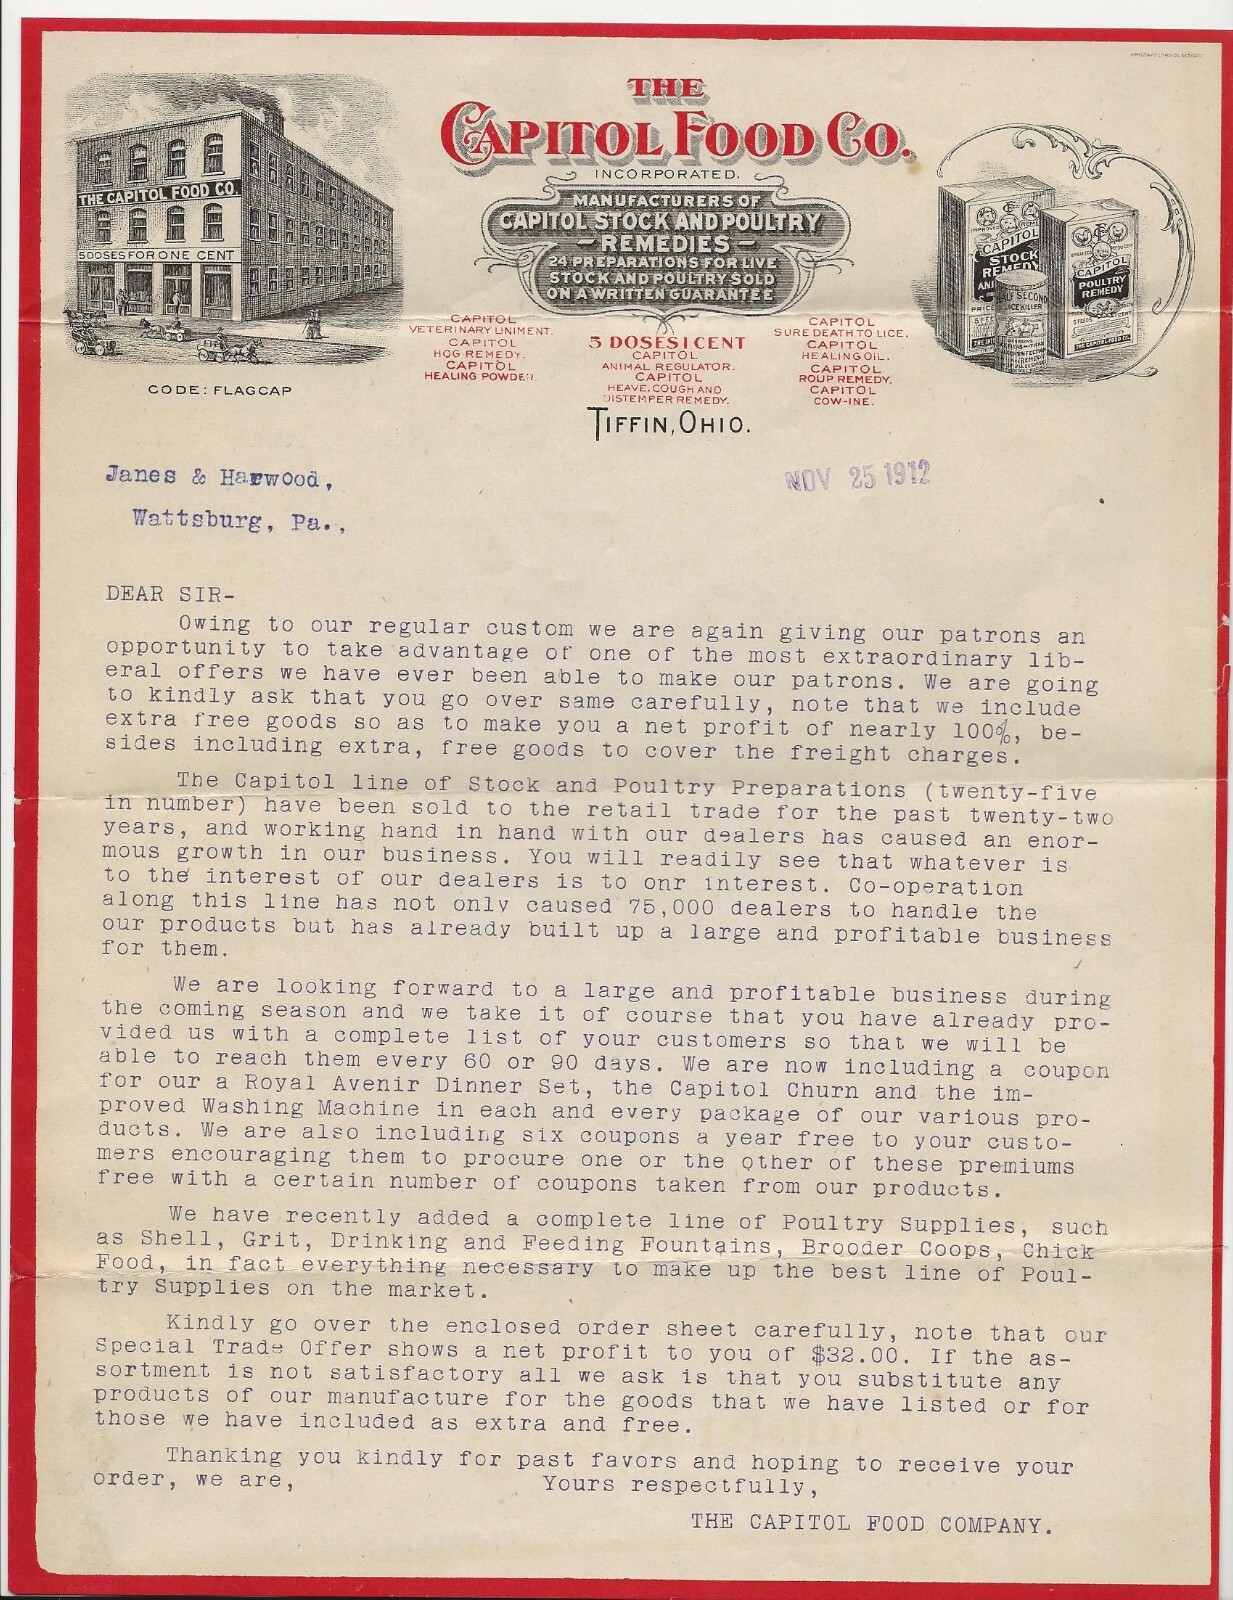 THE
CAPITOL FOOD CO.
INCORPORATED.
MANUFACTURERS OF
CAPITOL STOCK AND POULTRY
REMEDIES
24 PREPARATIONS FOR LIVE
STOCK AND POULTRY SOLD
ON A WRITTEN GUARANTEE
THE CAPITOL FOOD CO.
5 DOSES FOR ONE CENT
CODE: FLAGCAP
CAPITOL
VETERINARY LINIMENT.
CAPITOL
HOG REMEDY.
CAPITOL
HEALING POWDER.
5 DOSES 1 CENT
CAPITOL
ANIMAL REGULATOR.
CAPITOL
HEAVE, COUGH AND
DISTEMPER REMEDY.
CAPITOL
SURE DEATH TO LICE.
CAPITOL
HEALING OIL.
CAPITOL
ROUP REMEDY.
CAPITOL
COW-INE.
CAPITOL
STOCK
REMEDY
HALF SECOND
LICE KILLER
CAPITOL
POULTRY
REMEDY
TIFFIN, OHIO.
NOV 25 1912
Janes & Harwood,
Wattsburg, Pa.,
DEAR SIR-
Owing to our regular custom we are again giving our patrons an
opportunity to take advantage of one of the most extraordinary lib-
eral offers we have ever been able to make our patrons. We are going
to kindly ask that you go over same carefully, note that we include
extra free goods so as to make you a net profit of nearly 100%, be-
sides including extra, free goods to cover the freight charges.
The Capitol line of Stock and Poultry Preparations (twenty-five
in number) have been sold to the retail trade for the past twenty-two
years, and working hand in hand with our dealers has caused an enor-
mous growth in our business. You will readily see that whatever is
to the interest of our dealers is to onr interest. Co-operation
along this line has not only caused 75,000 dealers to handle the
our products but has already built up a large and profitable business
for them.
We are looking forward to a large and profitable business during
the coming season and we take it of course that you have already pro-
vided us with a complete list of your customers so that we will be
able to reach them every 60 or 90 days. We are now including a coupon
for our a Royal Avenir Dinner Set, the Capitol Churn and the im-
proved Washing Machine in each and every package of our various pro-
ducts. We are also including six coupons a year free to your custo-
mers encouraging them to procure one or the other of these premiums
free with a certain number of coupons taken from our products.
We have recently added a complete line of Poultry Supplies, such
as Shell, Grit, Drinking and Feeding Fountains, Brooder Coops, Chick
Food, in fact everything necessary to make up the best line of Poul-
try Supplies on the market.
Kindly go over the enclosed order sheet carefully, note that our
Special Trade Offer shows a net profit to you of $32.00. If the as-
sortment is not satisfactory all we ask is that you substitute any
products of our manufacture for the goods that we have listed or for
those we have included as extra and free.
Thanking you kindly for past favors and hoping to receive your
order, we are,
Yours respectfully,
THE CAPITOL FOOD COMPANY.